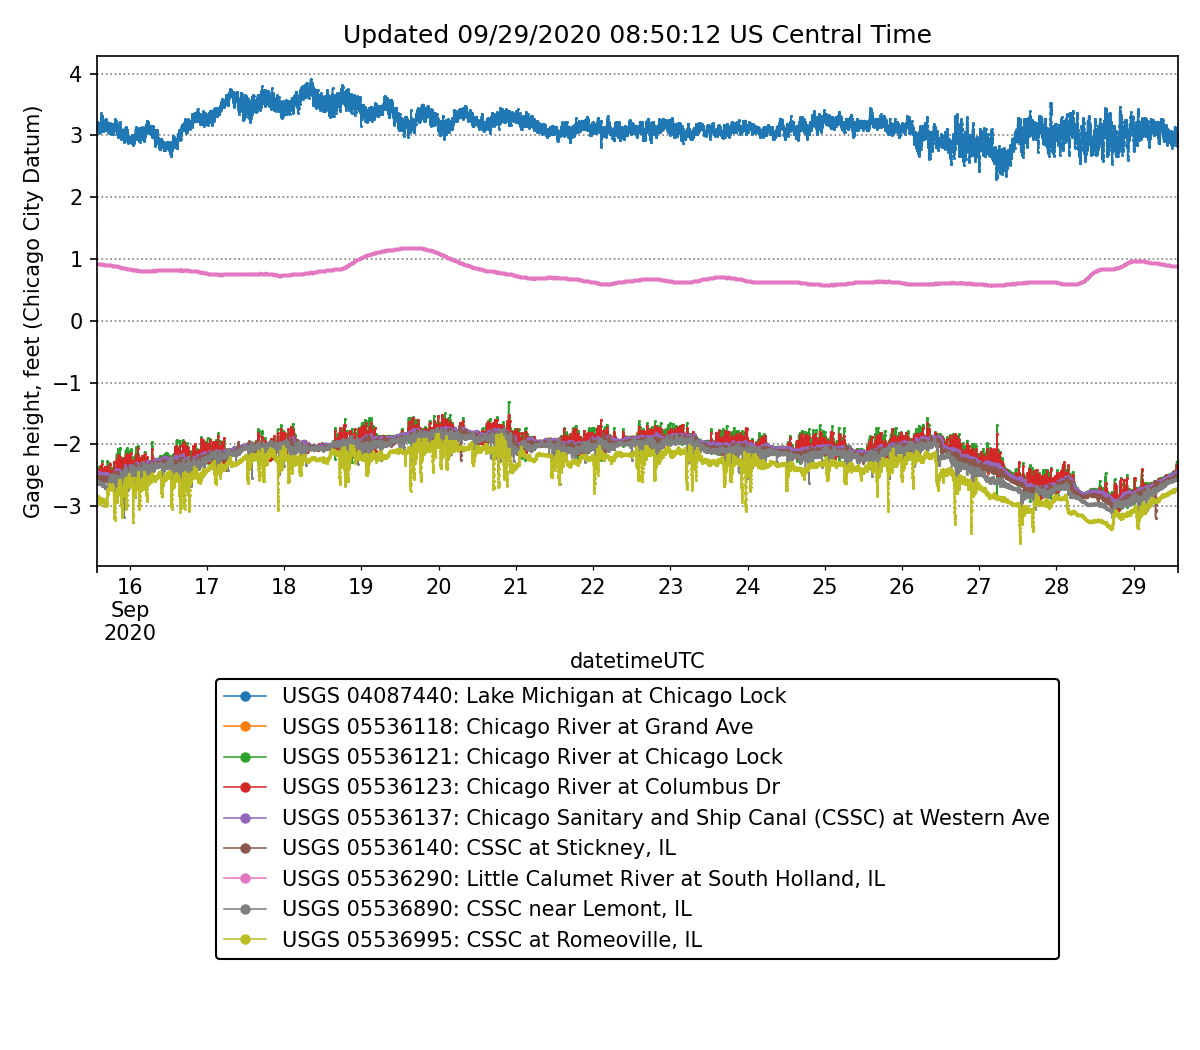 Updated 09/29/2020 08:50:12 US Central Time
Gage height, feet (Chicago City Datum)
4
3
2
1
0
−1
−2
−3
16 17 18 19 20 21 22 23 24 25 26 27 28 29
Sep
2020
datetimeUTC
USGS 04087440: Lake Michigan at Chicago Lock
USGS 05536118: Chicago River at Grand Ave
USGS 05536121: Chicago River at Chicago Lock
USGS 05536123: Chicago River at Columbus Dr
USGS 05536137: Chicago Sanitary and Ship Canal (CSSC) at Western Ave
USGS 05536140: CSSC at Stickney, IL
USGS 05536290: Little Calumet River at South Holland, IL
USGS 05536890: CSSC near Lemont, IL
USGS 05536995: CSSC at Romeoville, IL